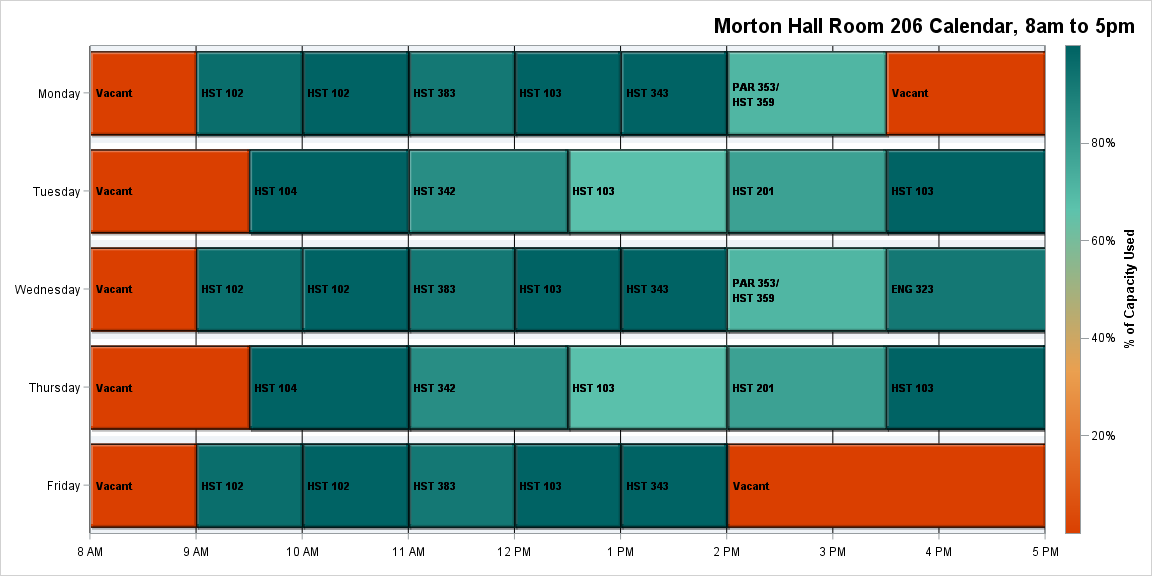 Morton Hall Room 206 Calendar, 8am to 5pm
Monday
Vacant
HST 102
HST 102
HST 383
HST 103
HST 343
PAR 353/
HST 359
Vacant
Tuesday
Vacant
HST 104
HST 342
HST 103
HST 201
HST 103
Wednesday
Vacant
HST 102
HST 102
HST 383
HST 103
HST 343
PAR 353/
HST 359
ENG 323
Thursday
Vacant
HST 104
HST 342
HST 103
HST 201
HST 103
Friday
Vacant
HST 102
HST 102
HST 383
HST 103
HST 343
Vacant
8 AM
9 AM
10 AM
11 AM
12 PM
1 PM
2 PM
3 PM
4 PM
5 PM
80%
60%
40%
20%
% of Capacity Used